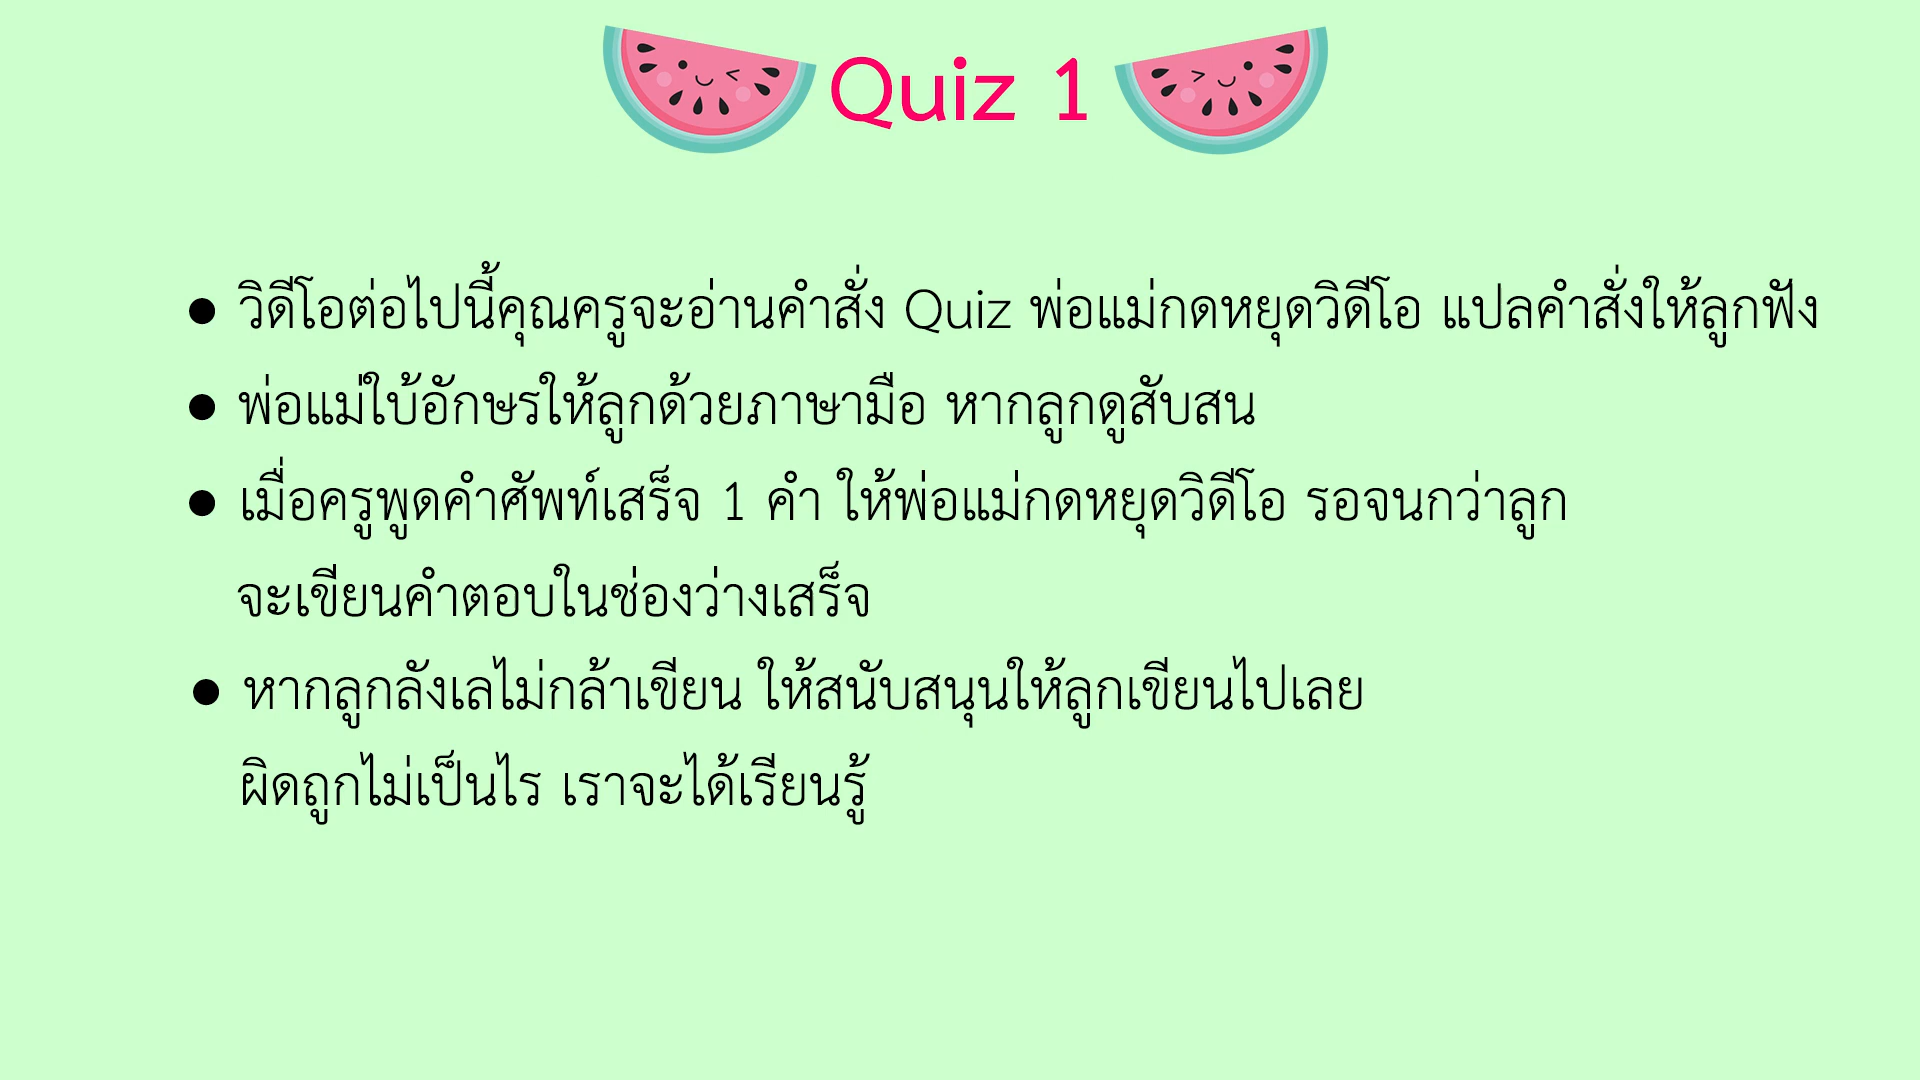 Quiz 1
● วิดีโอต่อไปนี้คุณครูจะอ่านคำสั่ง Quiz พ่อแม่กดหยุดวิดีโอ แปลคำสั่งให้ลูกฟัง
● พ่อแม่ใบ้อักษรให้ลูกด้วยภาษามือ หากลูกดูสับสน
● เมื่อครูพูดคำศัพท์เสร็จ 1 คำ ให้พ่อแม่กดหยุดวิดีโอ รอจนกว่าลูก
จะเขียนคำตอบในช่องว่างเสร็จ
● หากลูกลังเลไม่กล้าเขียน ให้สนับสนุนให้ลูกเขียนไปเลย
ผิดถูกไม่เป็นไร เราจะได้เรียนรู้